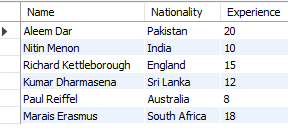 Name Nationality Experience
Aleem Dar Pakistan 20
Nitin Menon India 10
Richard Kettleborough England 15
Kumar Dharmasena Sri Lanka 12
Paul Reiffel Australia 8
Marais Erasmus South Africa 18